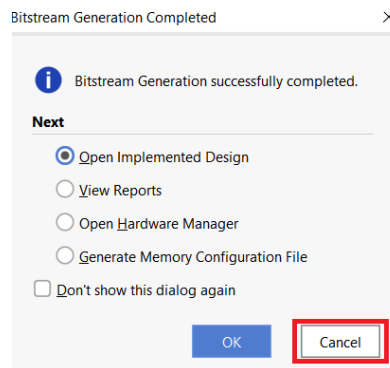 Bitstream Generation Completed
Bitstream Generation successfully completed.
Next
Open Implemented Design
View Reports
Open Hardware Manager
Generate Memory Configuration File
Don't show this dialog again
OK
Cancel